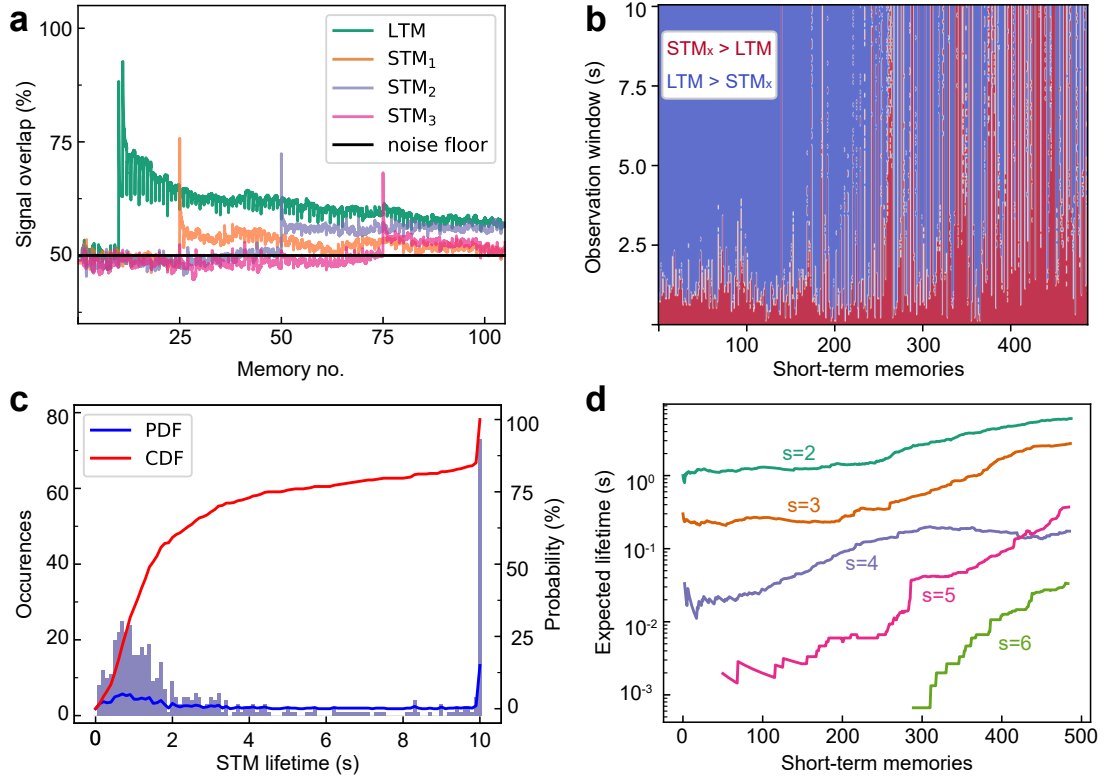 a
100
75
50
Signal overlap (%)
LTM
STM1
STM2
STM3
noise floor
25
50
75
100
Memory no.
b
10
7.5
5.0
2.5
Observation window (s)
STMx > LTM
LTM > STMx
100
200
300
400
Short-term memories
c
80
60
40
20
0
Occurences
PDF
CDF
100
75
50
25
0
Probability (%)
0
2
4
6
8
10
STM lifetime (s)
d
10⁰
10⁻¹
10⁻²
10⁻³
Expected lifetime (s)
s=2
s=3
s=4
s=5
s=6
0
100
200
300
400
500
Short-term memories